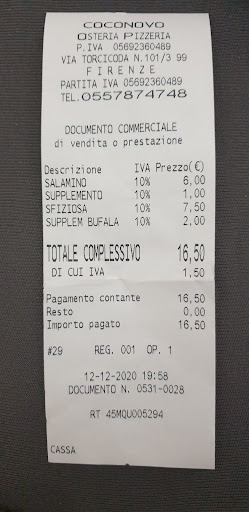 COCONOVO
OSTERIA PIZZERIA
P.IVA 05692360489
VIA TORCICODA N.101/3 99
FIRENZE
PARTITA IVA 05692360489
TEL.0557874748
DOCUMENTO COMMERCIALE
di vendita o prestazione
Descrizione IVA Prezzo(€)
SALAMINO 10% 6,00
SUPPLEMENTO 10% 1,00
SFIZIOSA 10% 7,50
SUPPLEM BUFALA 10% 2,00
TOTALE COMPLESSIVO 16,50
DI CUI IVA 1,50
Pagamento contante 16,50
Resto 0,00
Importo pagato 16,50
#29 REG. 001 OP. 1
12-12-2020 19:58
DOCUMENTO N. 0531-0028
RT 45MQU005294
CASSA